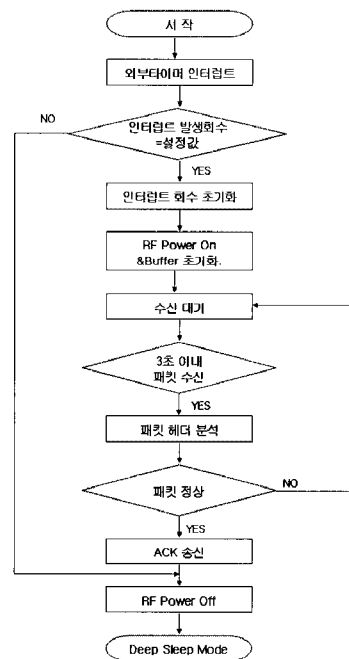 시 작
외부타이머 인터럽트
NO
인터럽트 발생회수
=설정값
YES
인터럽트 회수 초기화
RF Power On
&Buffer 초기화.
수신 대기
3초 이내
패킷 수신
YES
패킷 헤더 분석
패킷 정상
NO
YES
ACK 송신
RF Power Off
Deep Sleep Mode